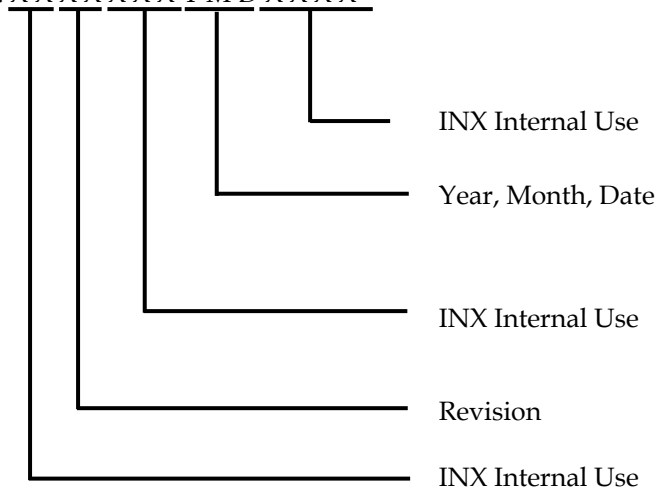 INX Internal Use
Year, Month, Date
INX Internal Use
Revision
INX Internal Use